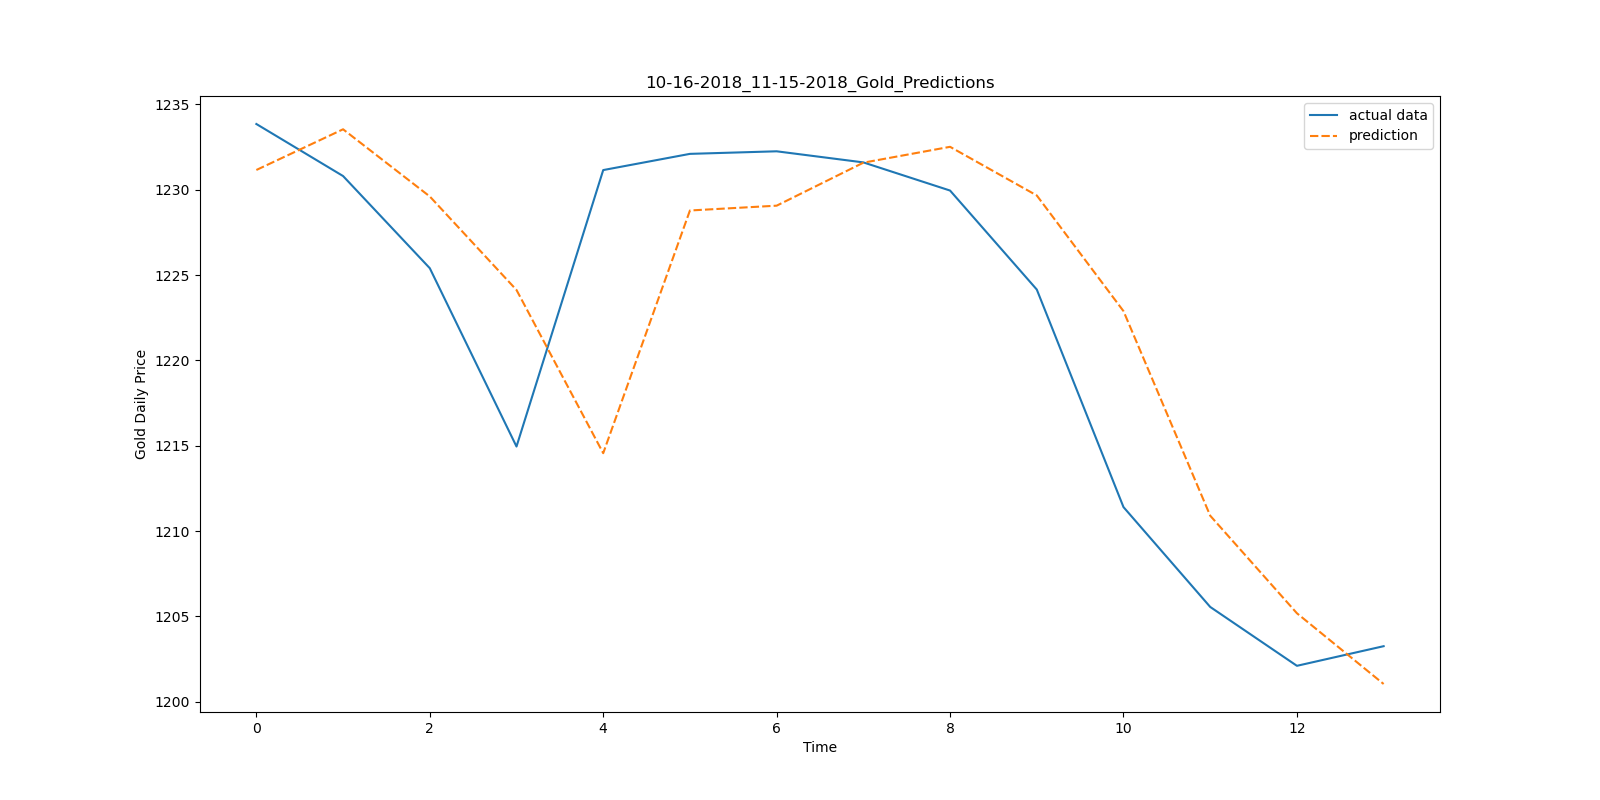 10-16-2018_11-15-2018_Gold_Predictions
actual data
prediction
Gold Daily Price
1235
1230
1225
1220
1215
1210
1205
1200
0 2 4 6 8 10 12
Time